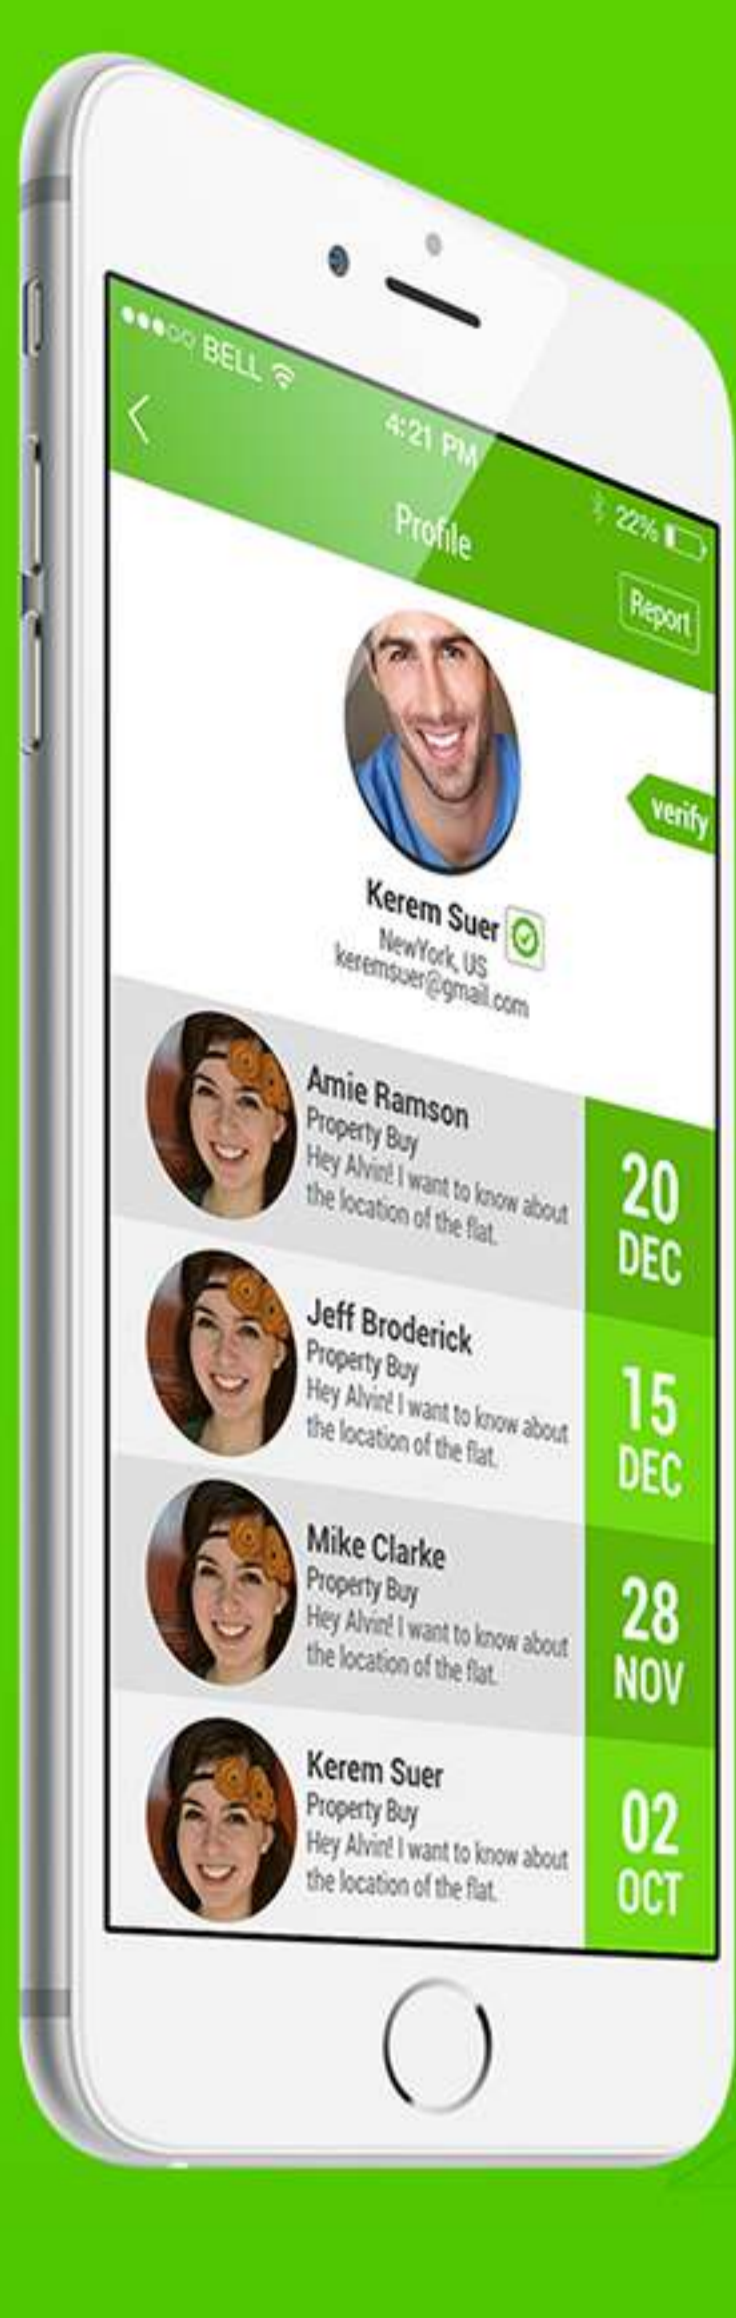 BELL
4:21 PM
22%
Profile
Report
verify
Kerem Suer
NewYork, US
keremsuer@gmail.com
Amie Ramson
Property Buy
Hey Alvin! I want to know about
the location of the flat.
20
DEC
Jeff Broderick
Property Buy
Hey Alvin! I want to know about
the location of the flat.
15
DEC
Mike Clarke
Property Buy
Hey Alvin! I want to know about
the location of the flat.
28
NOV
Kerem Suer
Property Buy
Hey Alvin! I want to know about
the location of the flat.
02
OCT